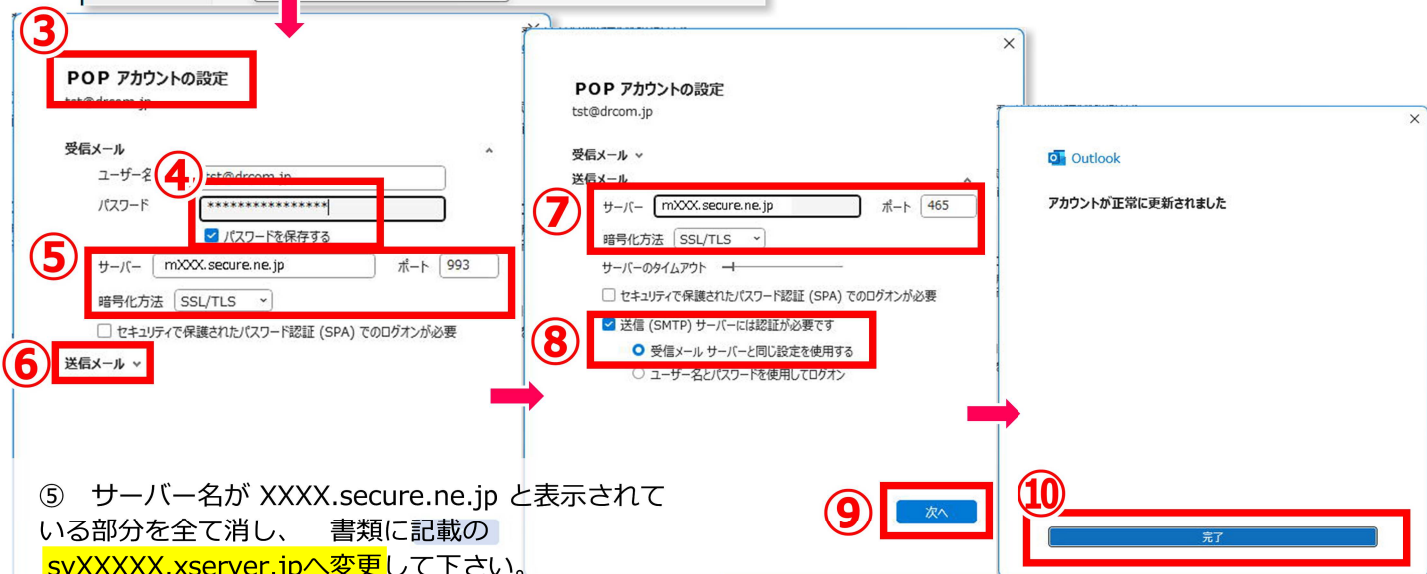 ③
POP アカウントの設定
tst@drcom.jp
受信メール
ユーザー名
④
tst@drcom.jp
パスワード
****************
パスワードを保存する
⑤
サーバー mXXX.secure.ne.jp ポート 993
暗号化方法 SSL/TLS
セキュリティで保護されたパスワード認証 (SPA) でのログオンが必要
⑥
送信メール
⑤ サーバー名が XXXX.secure.ne.jp と表示されて
いる部分を全て消し、 書類に記載の
svXXXXX.xserver.jpへ変更して下さい。
POP アカウントの設定
tst@drcom.jp
受信メール
送信メール
⑦
サーバー mXXX.secure.ne.jp ポート 465
暗号化方法 SSL/TLS
サーバーのタイムアウト
セキュリティで保護されたパスワード認証 (SPA) でのログオンが必要
⑧
送信 (SMTP) サーバーには認証が必要です
受信メール サーバーと同じ設定を使用する
ユーザー名とパスワードを使用してログオン
⑨
次へ
Outlook
アカウントが正常に更新されました
⑩
完了